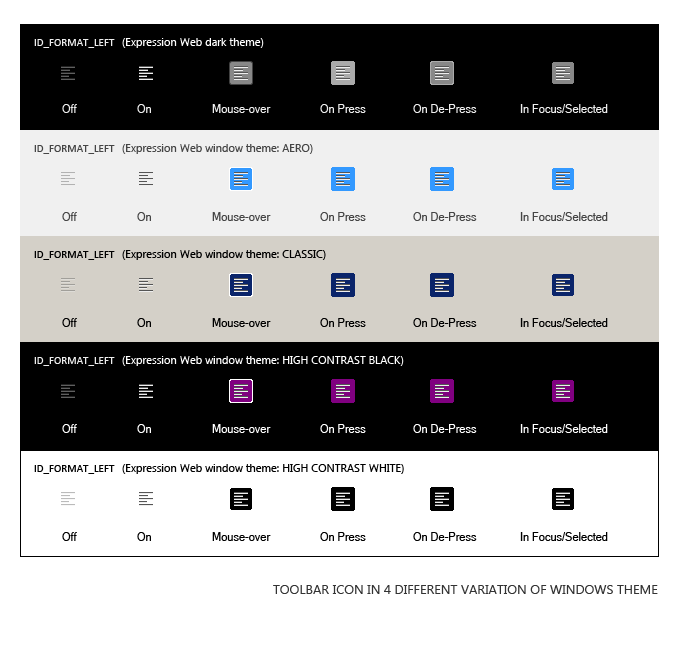 ID_FORMAT_LEFT (Expression Web dark theme)
Off On Mouse-over On Press On De-Press In Focus/Selected
ID_FORMAT_LEFT (Expression Web window theme: AERO)
Off On Mouse-over On Press On De-Press In Focus/Selected
ID_FORMAT_LEFT (Expression Web window theme: CLASSIC)
Off On Mouse-over On Press On De-Press In Focus/Selected
ID_FORMAT_LEFT (Expression Web window theme: HIGH CONTRAST BLACK)
Off On Mouse-over On Press On De-Press In Focus/Selected
ID_FORMAT_LEFT (Expression Web window theme: HIGH CONTRAST WHITE)
Off On Mouse-over On Press On De-Press In Focus/Selected
TOOLBAR ICON IN 4 DIFFERENT VARIATION OF WINDOWS THEME